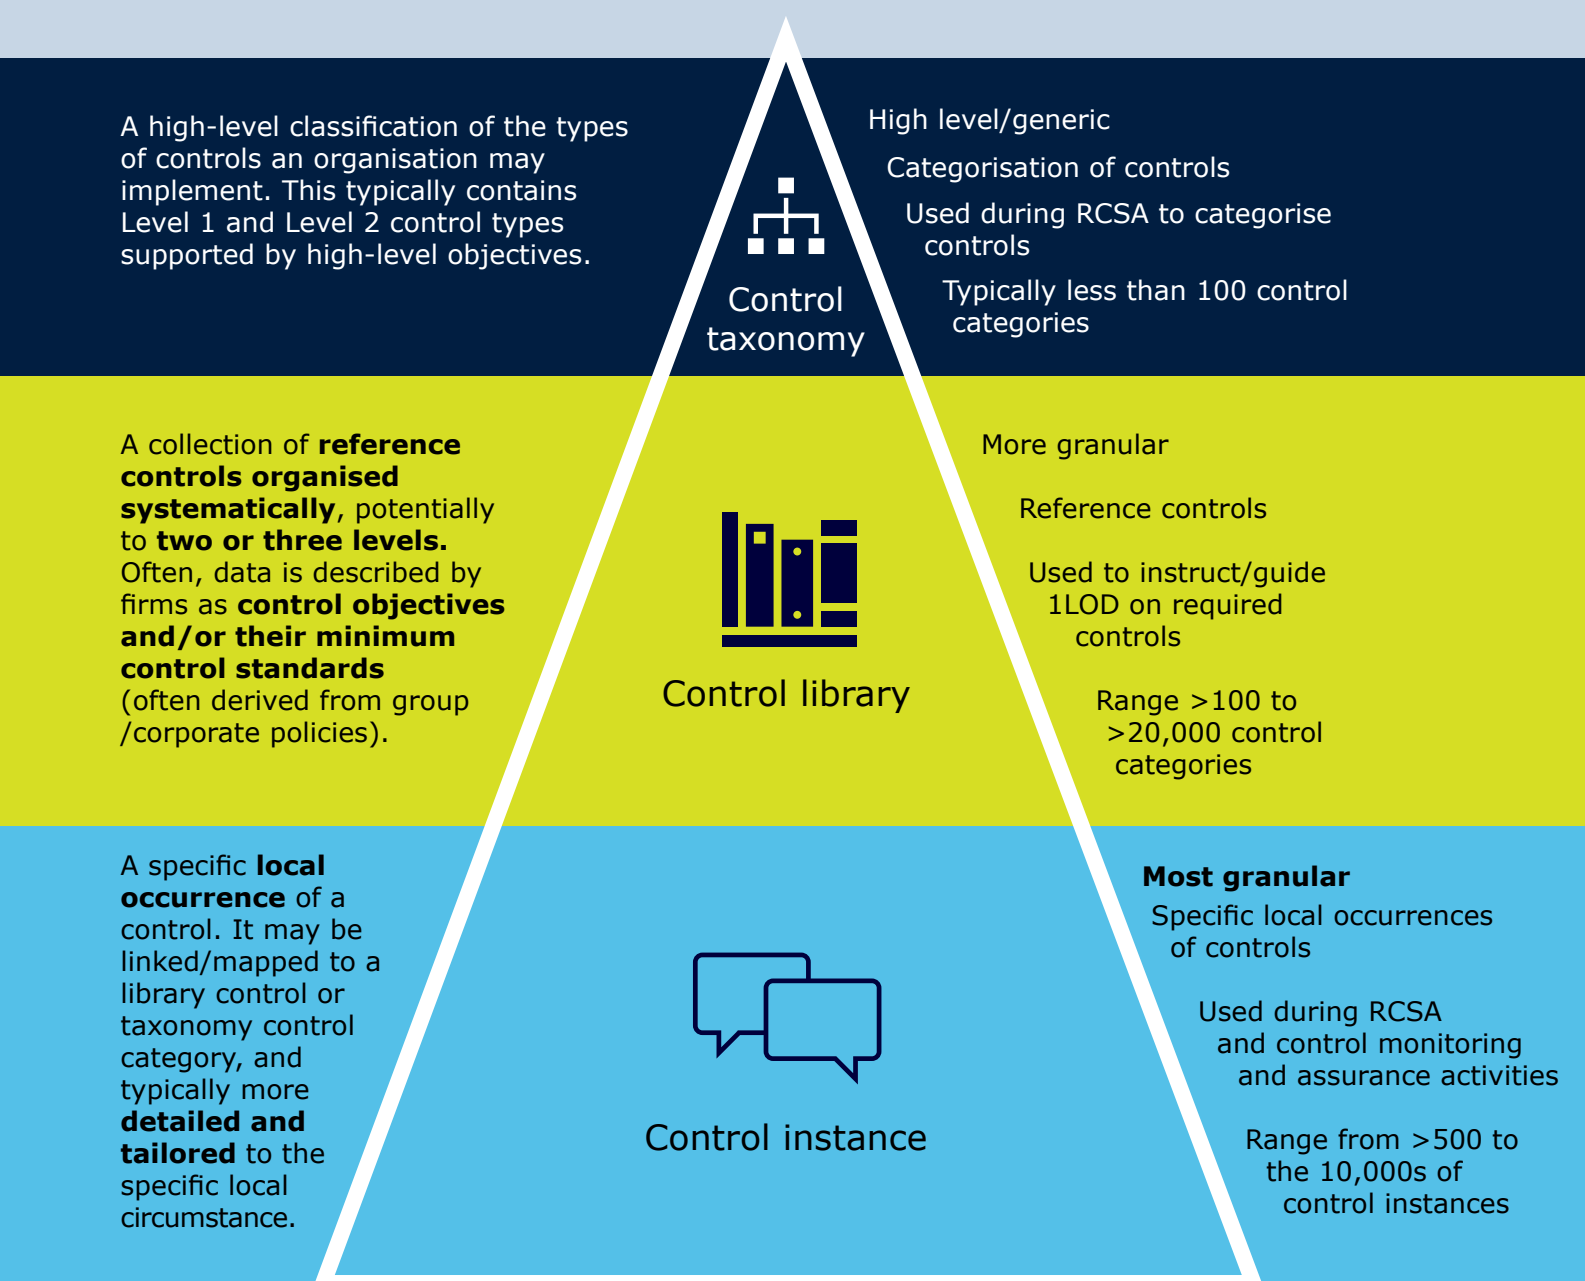 A high-level classification of the types
of controls an organisation may
implement. This typically contains
Level 1 and Level 2 control types
supported by high-level objectives.
Control
taxonomy
High level/generic
Categorisation of controls
Used during RCSA to categorise
controls
Typically less than 100 control
categories
A collection of reference
controls organised
systematically, potentially
to two or three levels.
Often, data is described by
firms as control objectives
and/or their minimum
control standards
(often derived from group
/corporate policies).
Control library
More granular
Reference controls
Used to instruct/guide
1LOD on required
controls
Range >100 to
>20,000 control
categories
A specific local
occurrence of a
control. It may be
linked/mapped to a
library control or
taxonomy control
category, and
typically more
detailed and
tailored to the
specific local
circumstance.
Control instance
Most granular
Specific local occurrences
of controls
Used during RCSA
and control monitoring
and assurance activities
Range from >500 to
the 10,000s of
control instances